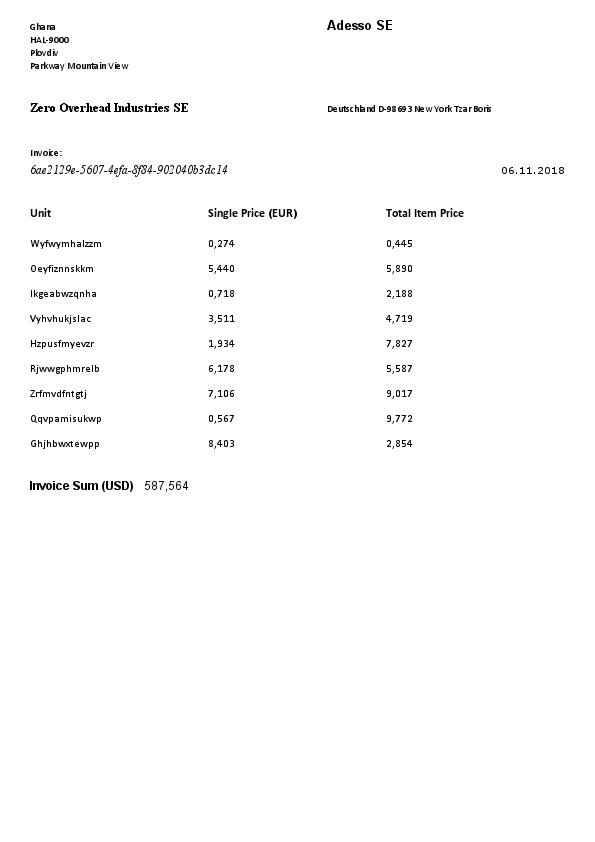 Ghana
HAL-9000
Plovdiv
Parkway Mountain View
Adesso SE
Zero Overhead Industries SE
Deutschland D-98693 New York Tzar Boris
Invoice:
6ae2129e-5607-4efa-8f84-902040b3dc14
06.11.2018
Unit Single Price (EUR) Total Item Price
Wyfwymhalzzm 0,274 0,445
Oeyfiznnskkm 5,440 5,890
Ikgeabwzqnha 0,718 2,188
Vyhvhukjslac 3,511 4,719
Hzpusfmyevzr 1,934 7,827
Rjwwgphmrelb 6,178 5,587
Zrfmvdfntgtj 7,106 9,017
Qqvpamisukwp 0,567 9,772
Ghjhbwxtewpp 8,403 2,854
Invoice Sum (USD) 587,564